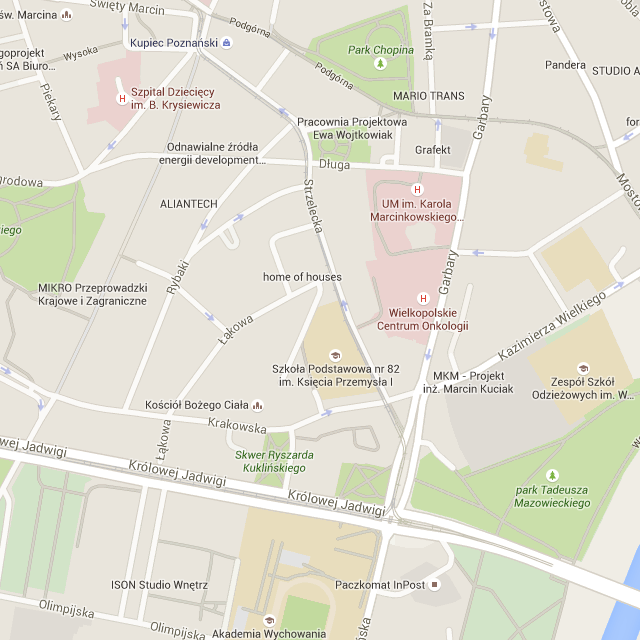 Święty Marcin
św. Marcina
Kupiec Poznański
Wysoka
Podgórna
Podgórna
Park Chopina
Za Bramką
Garbary
Mostowa
Pandera
STUDIO A
SA Biuro...
Piekary
Szpital Dziecięcy
im. B. Krysiewicza
MARIO TRANS
Pracownia Projektowa
Ewa Wojtkowiak
Grafekt
Odnawialne źródła
energii development...
Długa
ALIANTECH
Strzelecka
UM im. Karola
Marcinkowskiego...
Rybaki
home of houses
MIKRO Przeprowadzki
Krajowe i Zagraniczne
Garbary
Wielkopolskie
Centrum Onkologii
Kazimierza Wielkiego
Łąkowa
Szkoła Podstawowa nr 82
im. Księcia Przemysła I
MKM - Projekt
inż. Marcin Kuciak
Zespół Szkół
Odzieżowych im. W...
Kościół Bożego Ciała
Krakowska
Łąkowa
Królowej Jadwigi
Skwer Ryszarda
Kuklińskiego
Królowej Jadwigi
Królowej Jadwigi
park Tadeusza
Mazowieckiego
ISON Studio Wnętrz
Paczkomat InPost
Olimpijska
Olimpijska
Akademia Wychowania